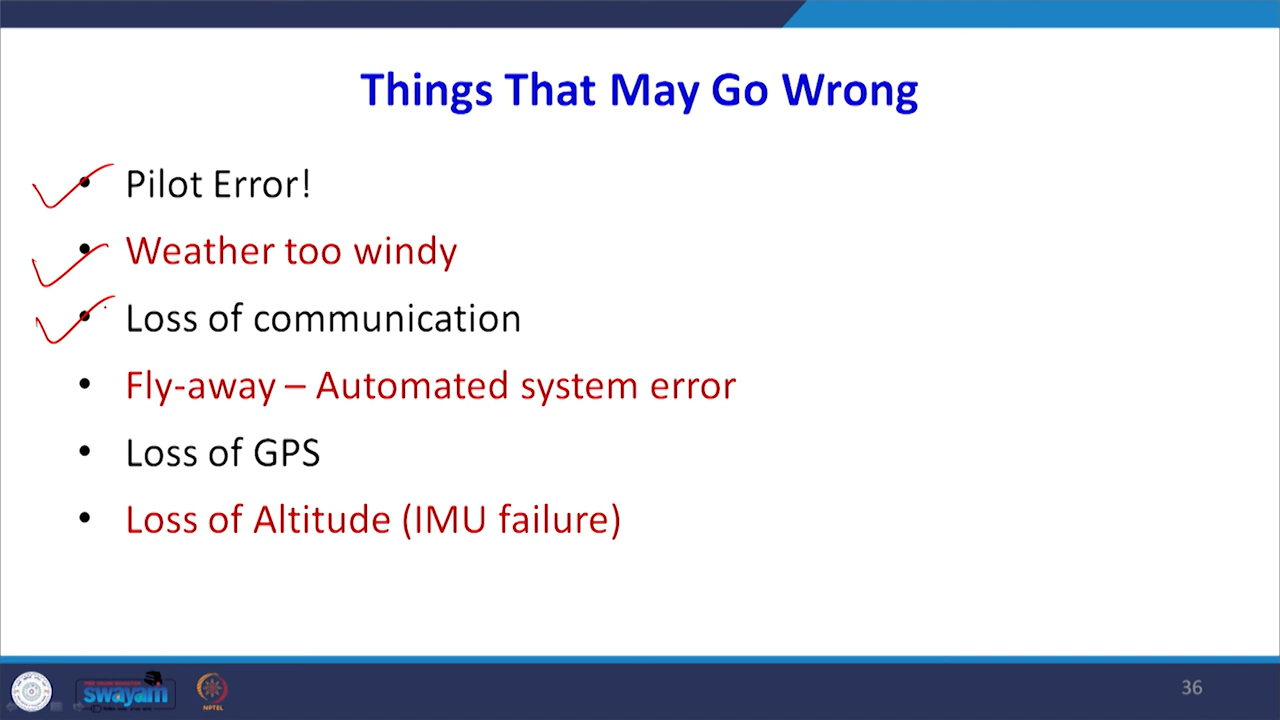 Things That May Go Wrong
• Pilot Error!
• Weather too windy
• Loss of communication
• Fly-away – Automated system error
• Loss of GPS
• Loss of Altitude (IMU failure)
swayam
NPTEL
36